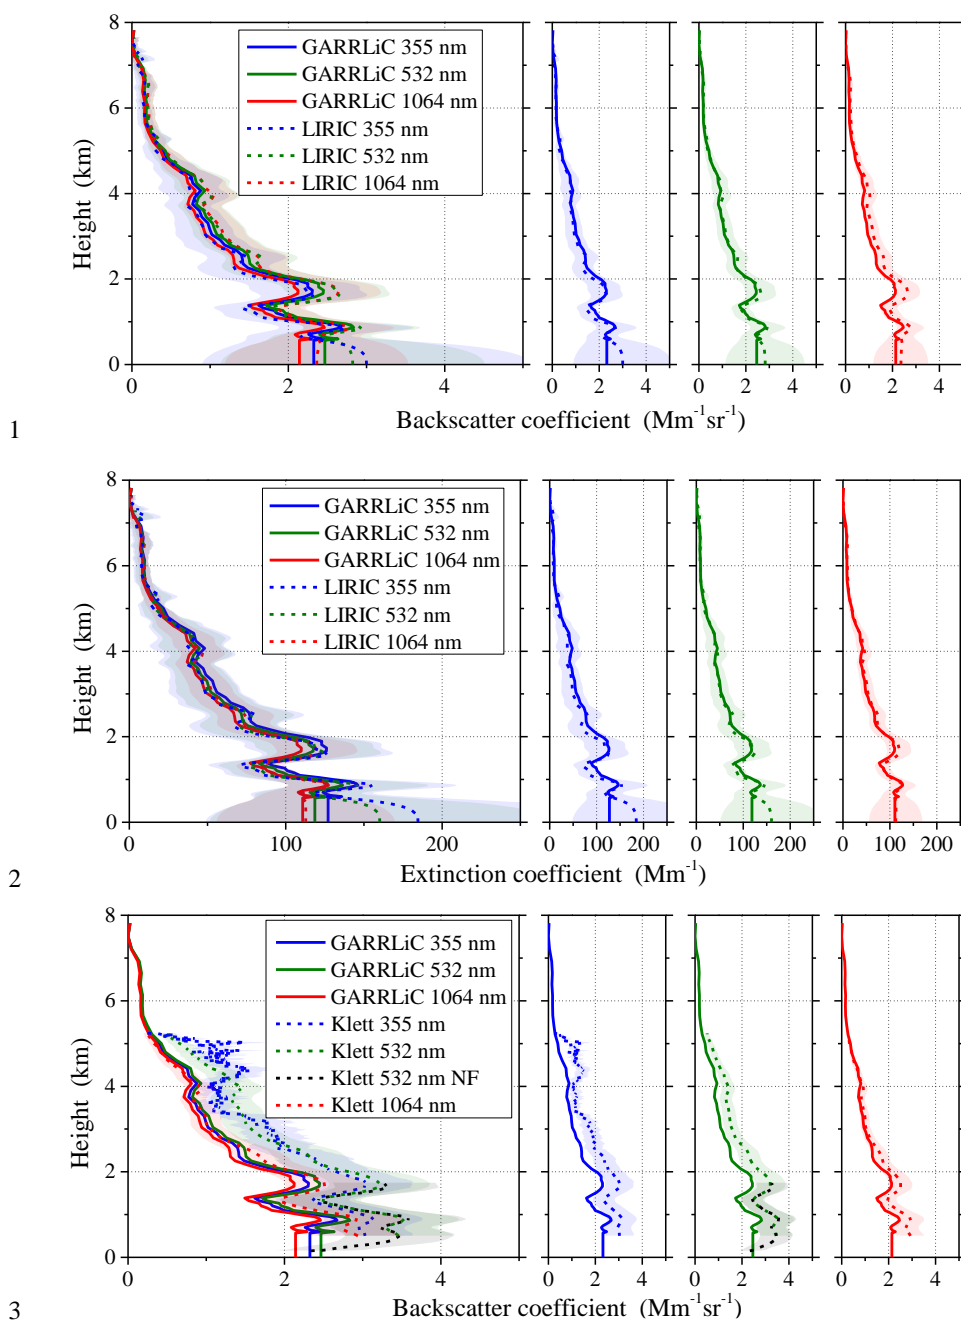 8
6
4
2
0
Height (km)
GARRLiC 355 nm
GARRLiC 532 nm
GARRLiC 1064 nm
LIRIC 355 nm
LIRIC 532 nm
LIRIC 1064 nm
0 2 4 0 2 4 0 2 4 0 2 4
Backscatter coefficient (Mm⁻¹sr⁻¹)
1
8
6
4
2
0
Height (km)
GARRLiC 355 nm
GARRLiC 532 nm
GARRLiC 1064 nm
LIRIC 355 nm
LIRIC 532 nm
LIRIC 1064 nm
0 100 200 0 100 200 0 100 200 0 100 200
Extinction coefficient (Mm⁻¹)
2
8
6
4
2
0
Height (km)
GARRLiC 355 nm
GARRLiC 532 nm
GARRLiC 1064 nm
Klett 355 nm
Klett 532 nm
Klett 532 nm NF
Klett 1064 nm
0 2 4 0 2 4 0 2 4 0 2 4
Backscatter coefficient (Mm⁻¹sr⁻¹)
3